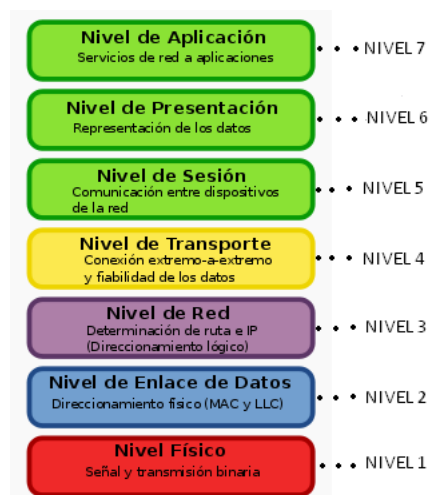 Nivel de Aplicación
Servicios de red a aplicaciones
NIVEL 7
Nivel de Presentación
Representación de los datos
NIVEL 6
Nivel de Sesión
Comunicación entre dispositivos
de la red
NIVEL 5
Nivel de Transporte
Conexión extremo-a-extremo
y fiabilidad de los datos
NIVEL 4
Nivel de Red
Determinación de ruta e IP
(Direccionamiento lógico)
NIVEL 3
Nivel de Enlace de Datos
Direccionamiento físico (MAC y LLC)
NIVEL 2
Nivel Físico
Señal y transmisión binaria
NIVEL 1